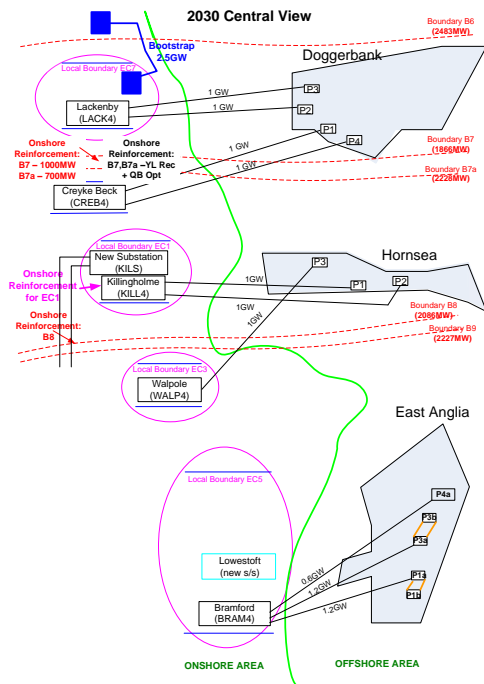 2030 Central View
Boundary B6
(2483MW)
Bootstrap
2.5GW
Doggerbank
Local Boundary EC7
Lackenby
(LACK4)
1 GW
1 GW
P3
P2
P1
P4
1 GW
1 GW
Onshore
Reinforcement:
B7 – 1000MW
B7a – 700MW
Onshore
Reinforcement:
B7,B7a –YL Rec
+ QB Opt
Boundary B7
(1866MW)
Boundary B7a
(2228MW)
Creyke Beck
(CREB4)
Local Boundary EC1
New Substation
(KILS)
Killingholme
(KILL4)
Onshore
Reinforcement
for EC1
Hornsea
P3
P1
P2
1GW
1GW
1GW
Onshore
Reinforcement:
B8
Boundary B8
(2086MW)
Boundary B9
(2227MW)
Local Boundary EC3
Walpole
(WALP4)
East Anglia
Local Boundary EC5
P4a
P3b
P3a
P1a
P1b
Lowestoft
(new s/s)
0.6GW
1.2GW
1.2GW
Bramford
(BRAM4)
ONSHORE AREA
OFFSHORE AREA